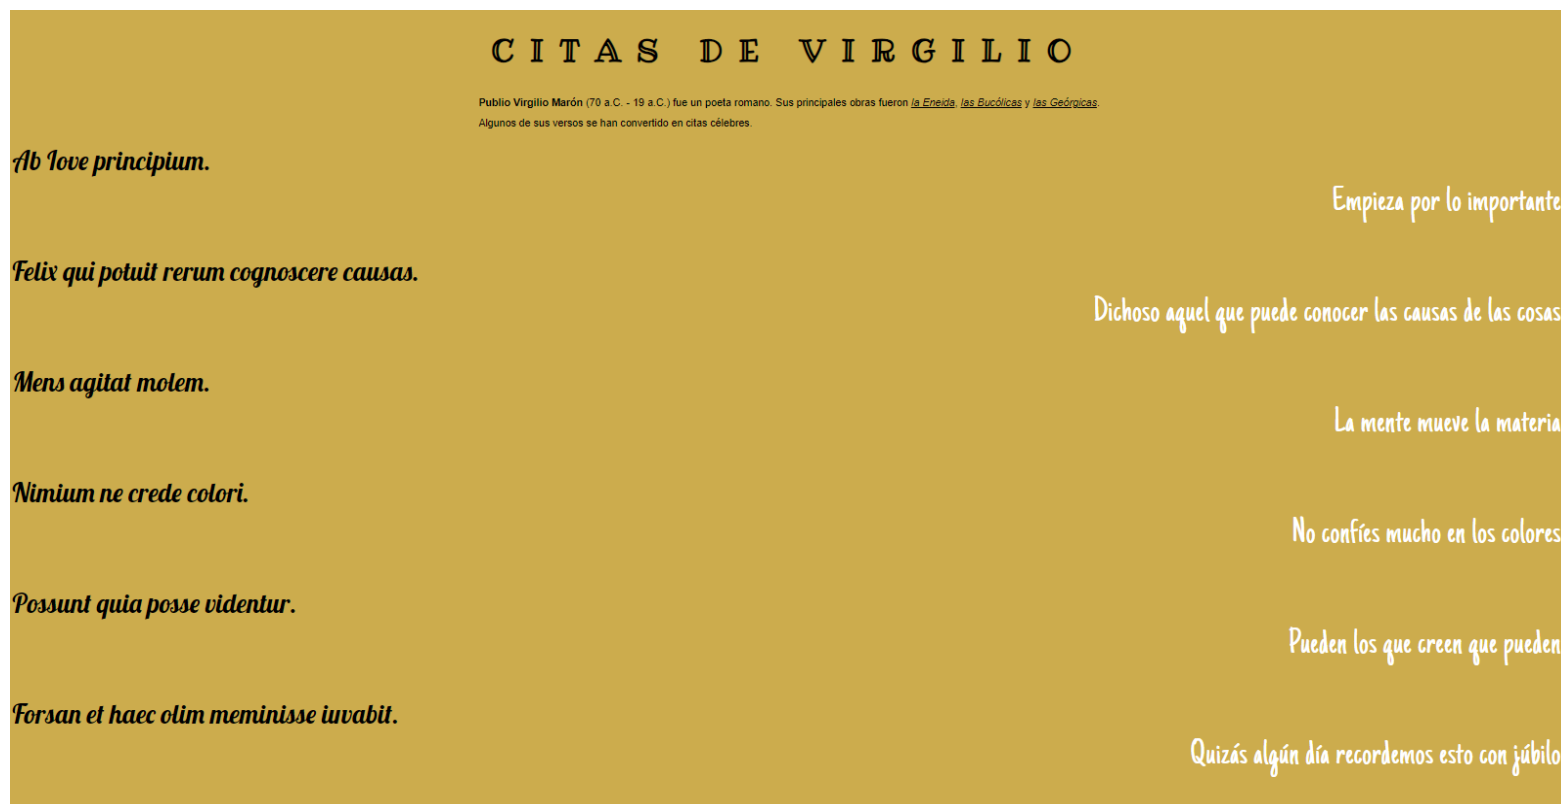 CITAS DE VIRGILIO
Publio Virgilio Marón (70 a.C. - 19 a.C.) fue un poeta romano. Sus principales obras fueron la Eneida, las Bucólicas y las Geórgicas.
Algunos de sus versos se han convertido en citas célebres.
Ab Iove principium.
Empieza por lo importante
Felix qui potuit rerum cognoscere causas.
Dichoso aquel que puede conocer las causas de las cosas
Mens agitat molem.
La mente mueve la materia
Nimium ne crede colori.
No confíes mucho en los colores
Possunt quia posse videntur.
Pueden los que creen que pueden
Forsan et haec olim meminisse iuvabit.
Quizás algún día recordemos esto con júbilo